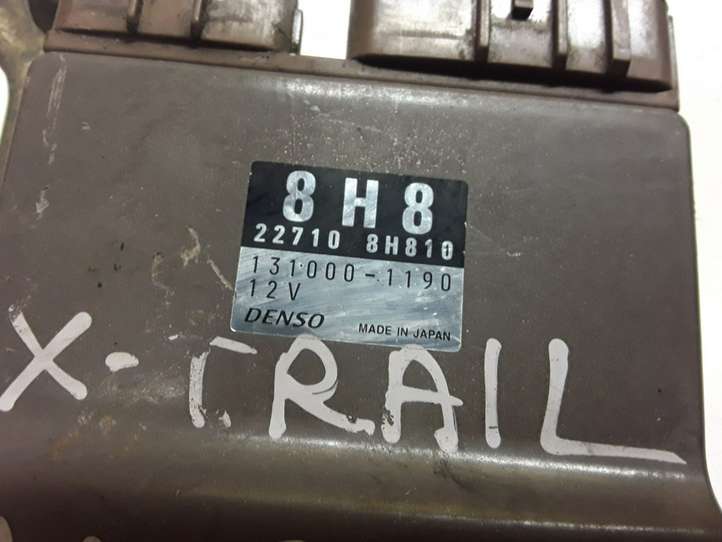 8H8
22710 8H810
131000-1190
12V
DENSO MADE IN JAPAN
X-TRAIL